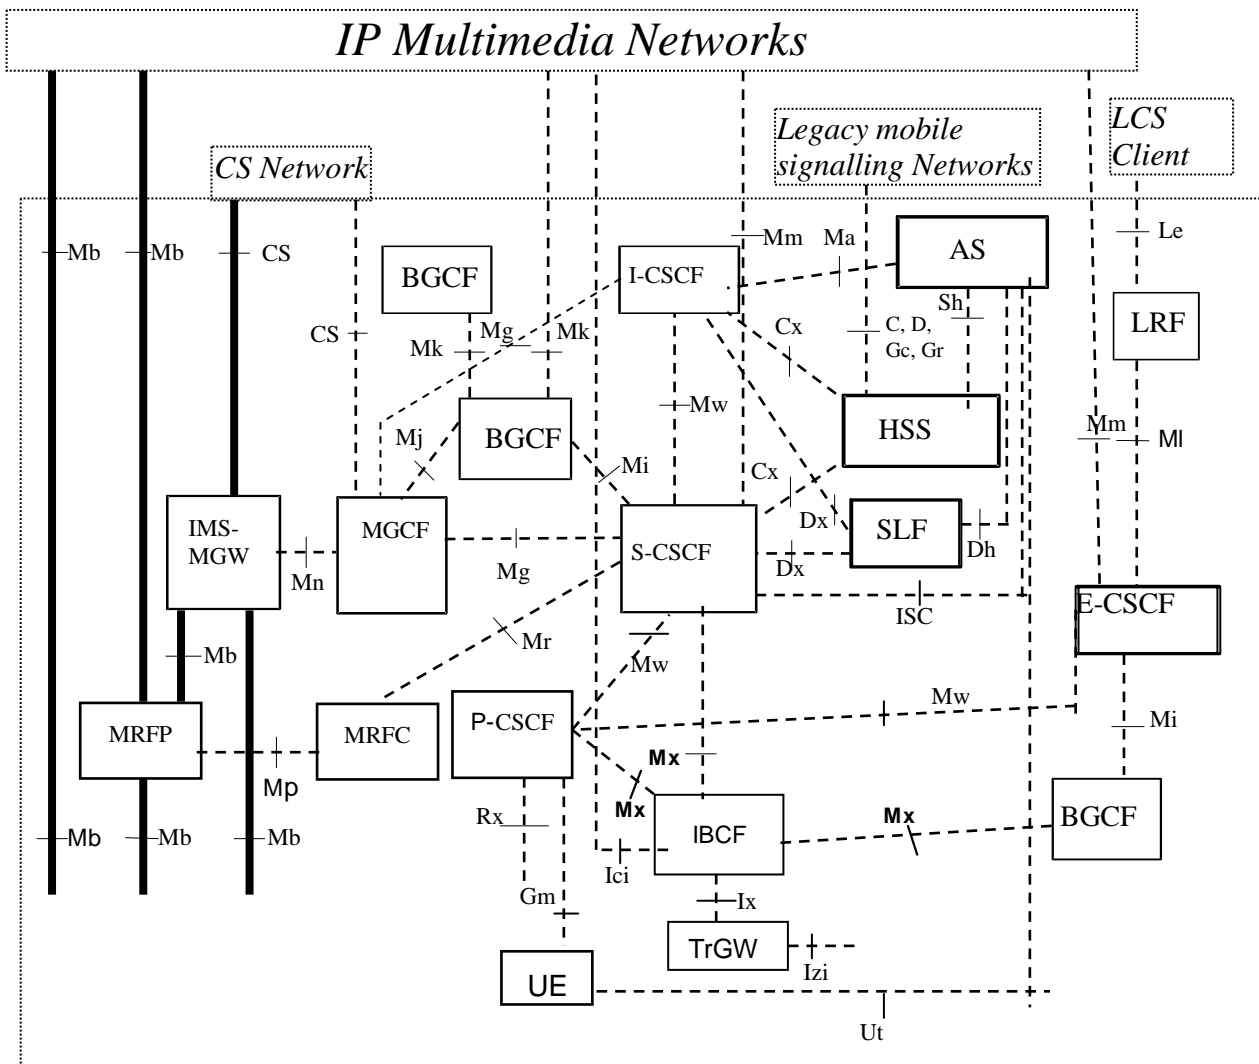 IP Multimedia Networks
CS Network
Legacy mobile
signalling Networks
LCS
Client
Mb
Mb
CS
CS
BGCF
Mk
Mg
Mk
I-CSCF
Mm
Ma
AS
Sh
Le
LRF
C, D,
Gc, Gr
Cx
Mw
HSS
Mm
Ml
BGCF
Mj
Mi
Cx
IMS-
MGW
Mn
MGCF
Mg
S-CSCF
Dx
Dx
SLF
Dh
ISC
E-CSCF
Mb
Mr
Mw
Mw
Mi
MRFP
Mp
MRFC
P-CSCF
Mx
Mx
Mx
Mb
Mb
Mb
Rx
Gm
Ici
IBCF
BGCF
Ix
TrGW
Izi
UE
Ut